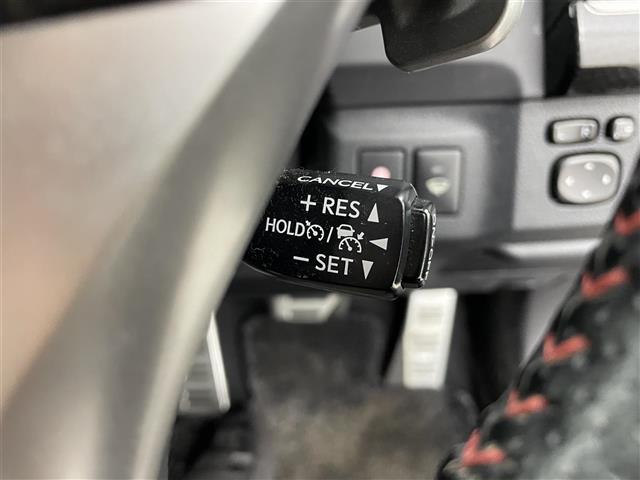 CANCEL▼
+ RES ▲
HOLD / ◀
− SET ▼